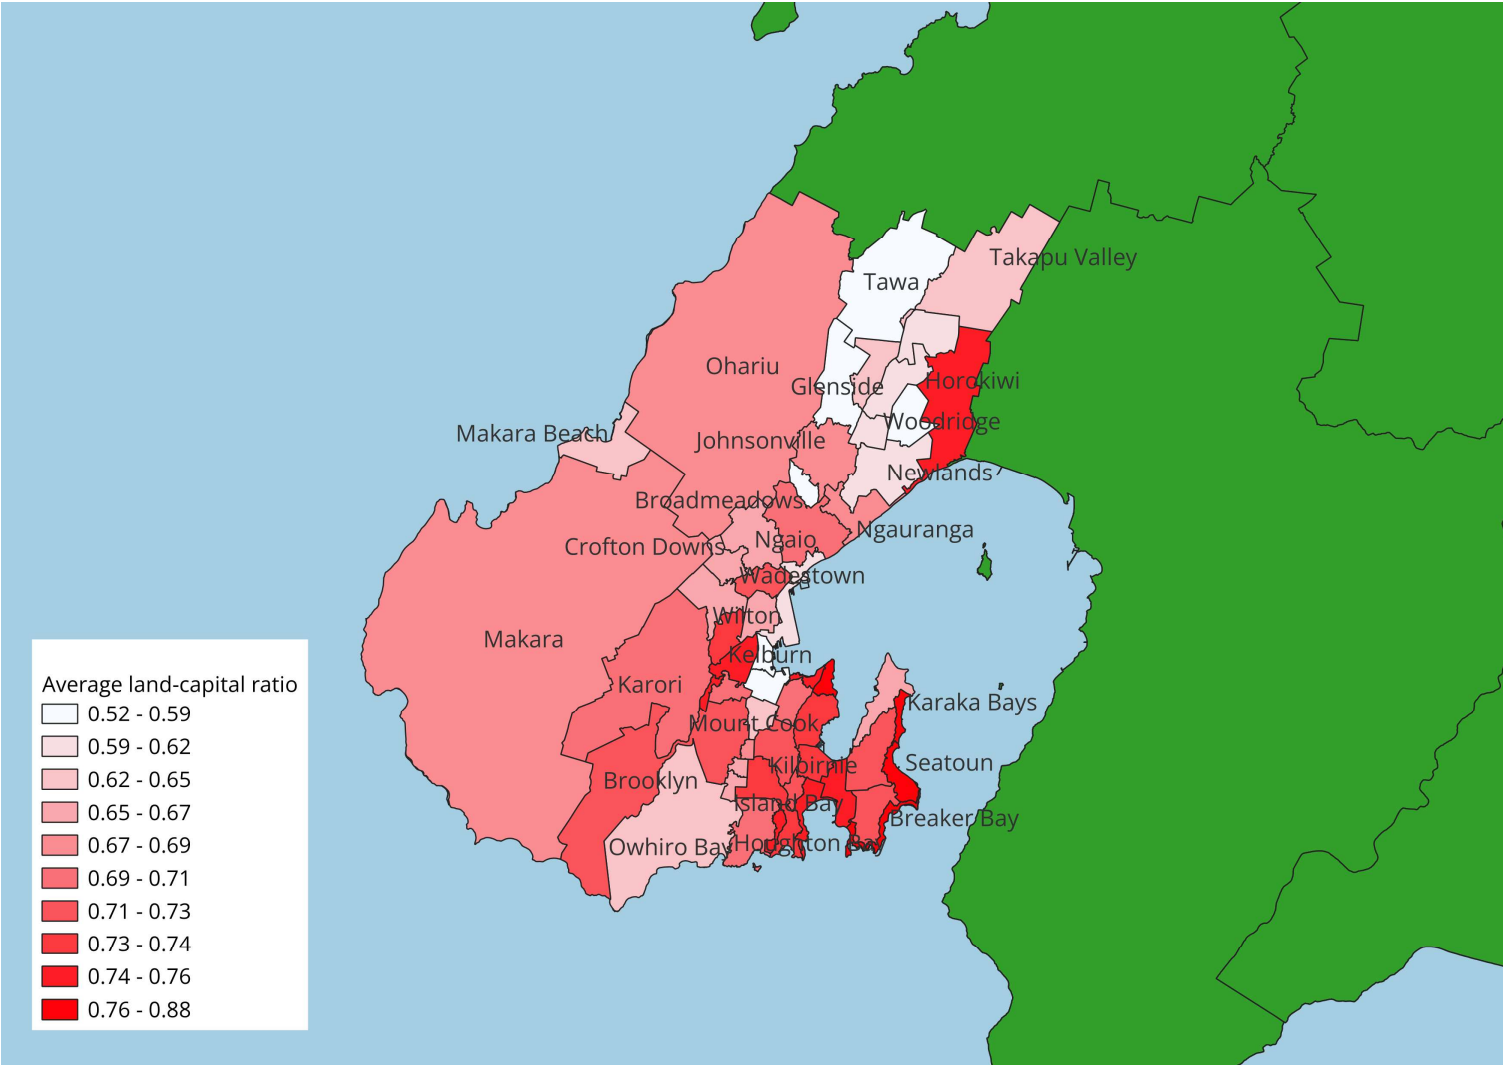 Takapu Valley
Tawa
Ohariu
Glenside
Horokiwi
Woodridge
Makara Beach
Johnsonville
Newlands
Broadmeadows
Ngauranga
Crofton Downs
Ngaio
Wadestown
Wilton
Makara
Kelburn
Karori
Karaka Bays
Mount Cook
Seatoun
Kilbirnie
Brooklyn
Island Bay
Breaker Bay
Owhiro Bay
Houghton Bay
Average land-capital ratio
0.52 - 0.59
0.59 - 0.62
0.62 - 0.65
0.65 - 0.67
0.67 - 0.69
0.69 - 0.71
0.71 - 0.73
0.73 - 0.74
0.74 - 0.76
0.76 - 0.88